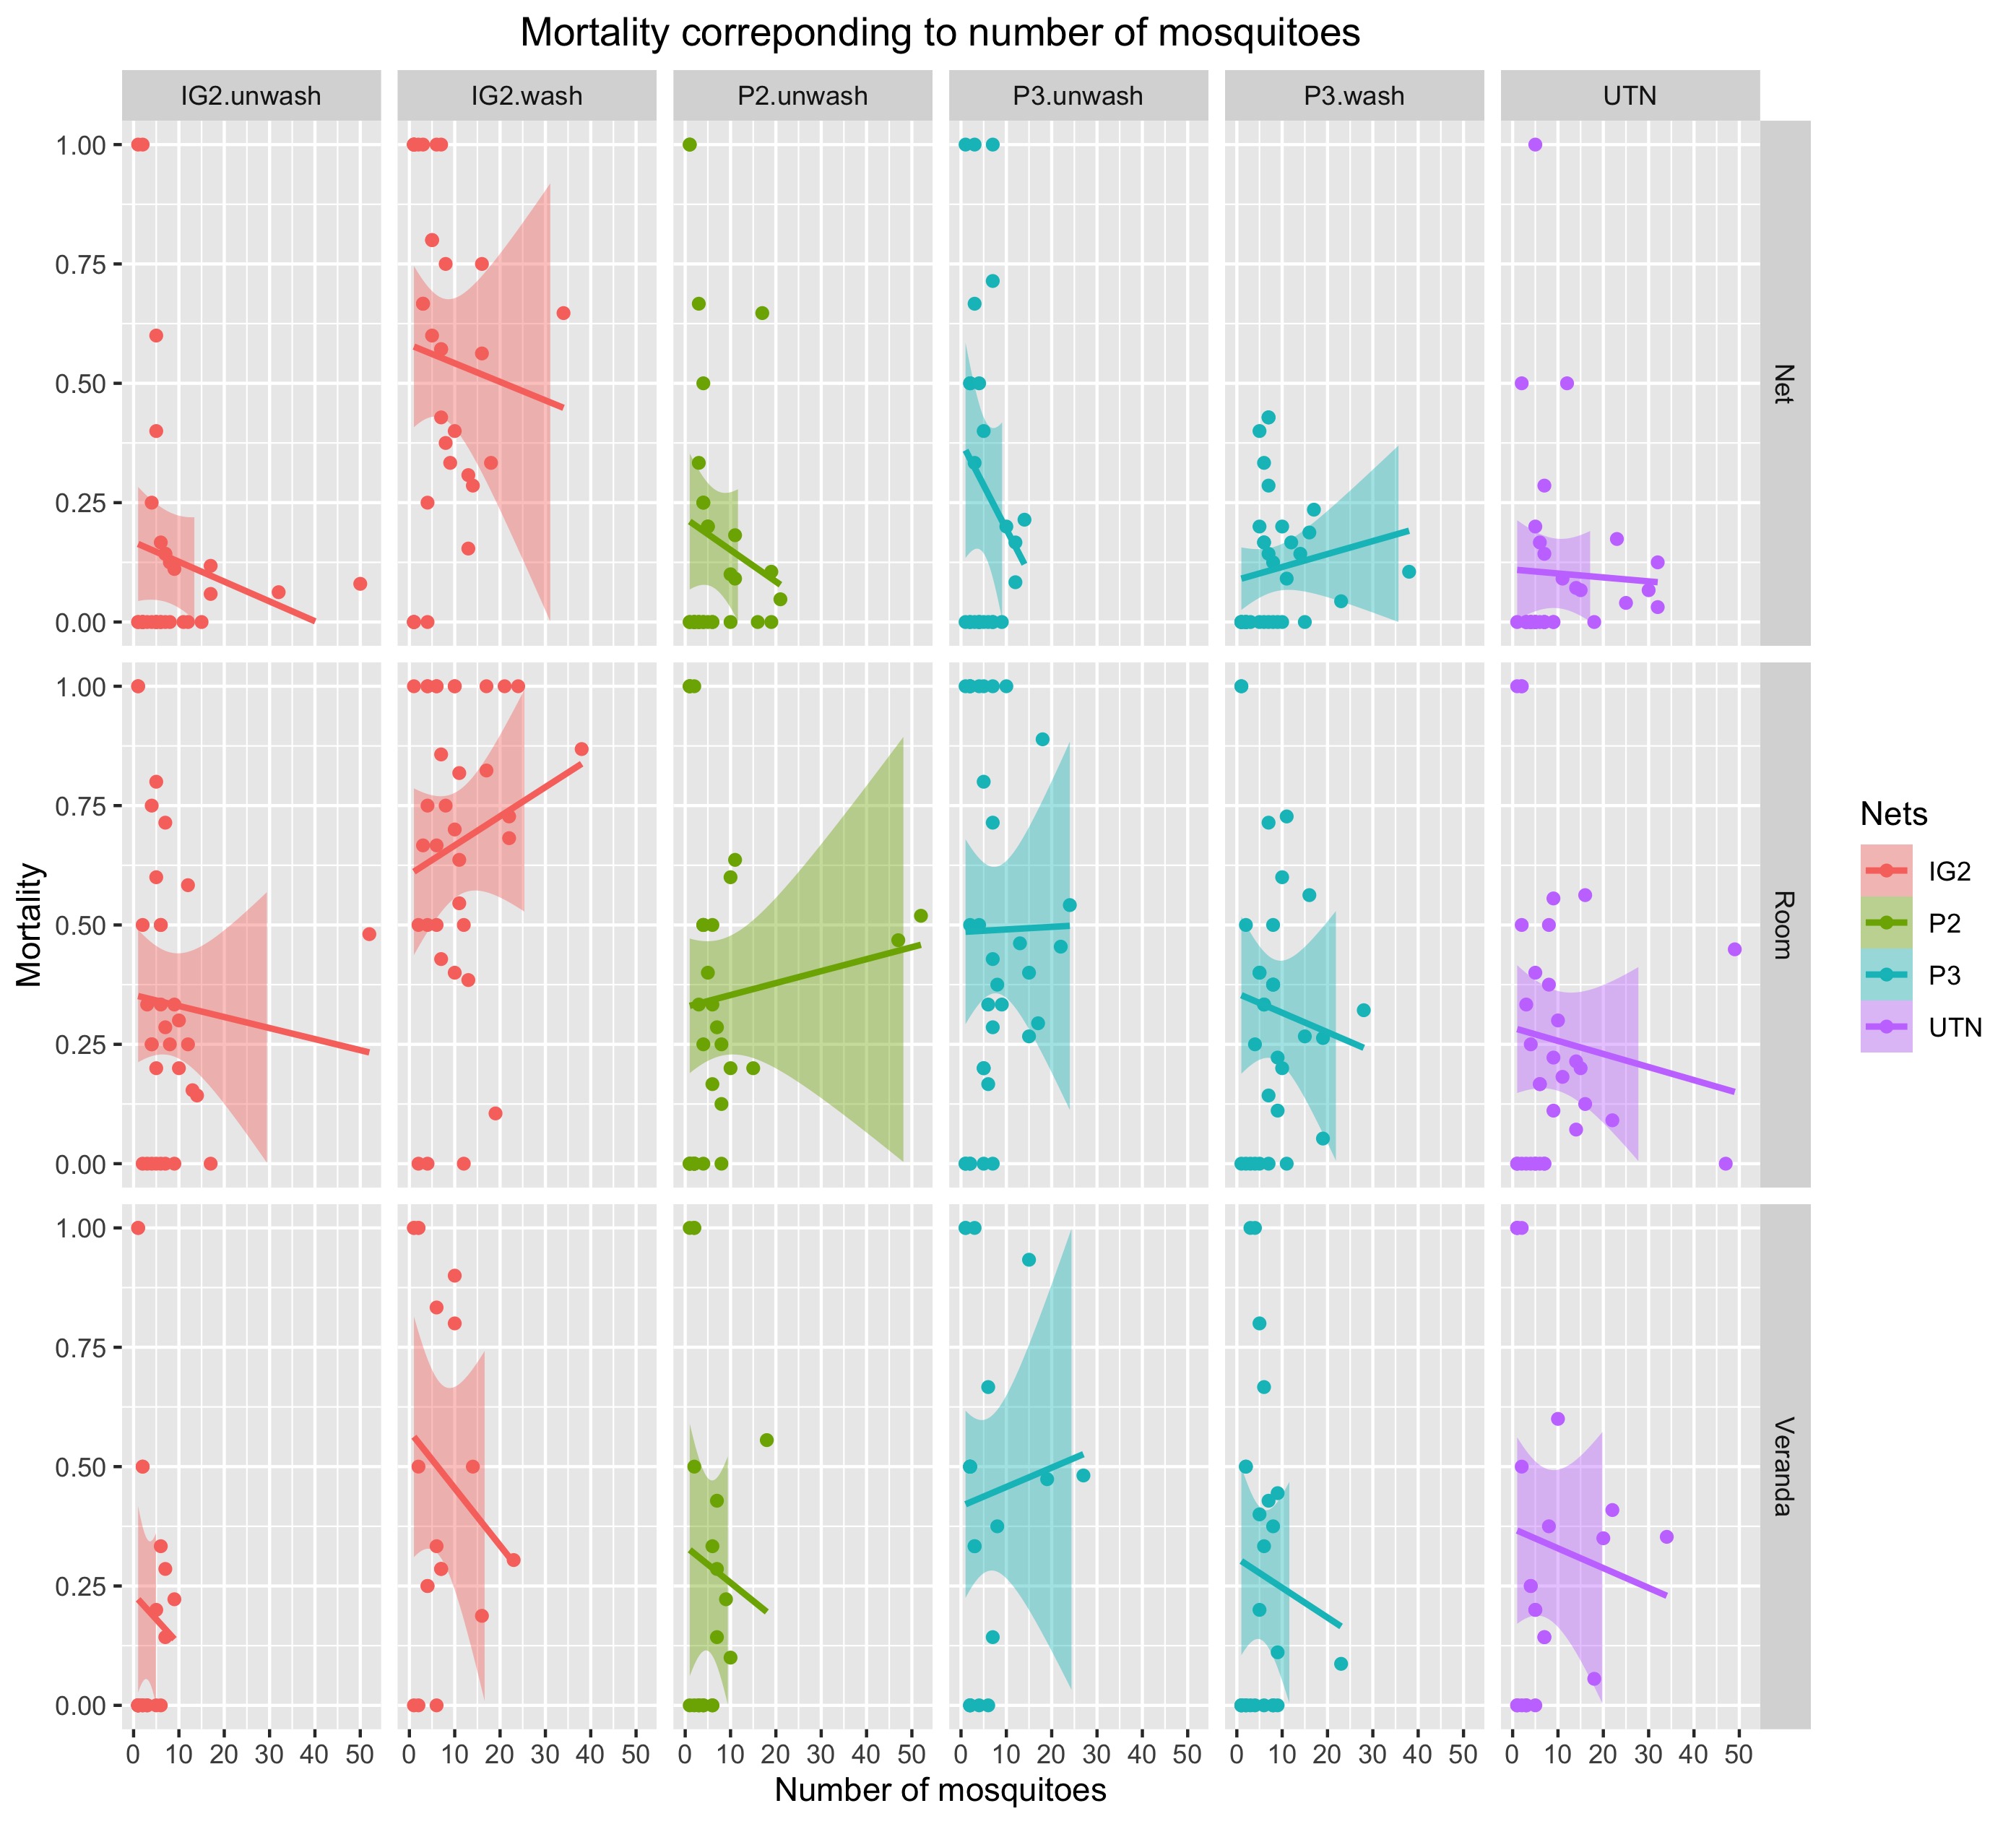 Mortality correponding to number of mosquitoes
IG2.unwash IG2.wash P2.unwash P3.unwash P3.wash UTN
1.00
0.75
0.50
0.25
0.00
Net
1.00
0.75
0.50
0.25
0.00
Room
1.00
0.75
0.50
0.25
0.00
Veranda
Mortality
0 10 20 30 40 50 0 10 20 30 40 50 0 10 20 30 40 50 0 10 20 30 40 50 0 10 20 30 40 50 0 10 20 30 40 50
Number of mosquitoes
Nets
IG2
P2
P3
UTN